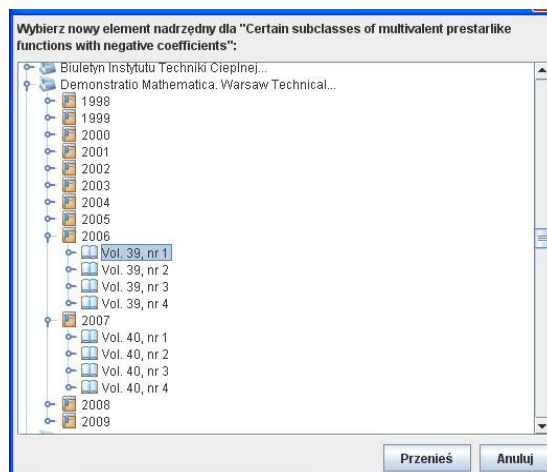 Wybierz nowy element nadrzędny dla "Certain subclasses of multivalent prestarlike
functions with negative coefficients":
Biuletyn Instytutu Techniki Cieplnej...
Demonstratio Mathematica. Warsaw Technical...
1998
1999
2000
2001
2002
2003
2004
2005
2006
Vol. 39, nr 1
Vol. 39, nr 2
Vol. 39, nr 3
Vol. 39, nr 4
2007
Vol. 40, nr 1
Vol. 40, nr 2
Vol. 40, nr 3
Vol. 40, nr 4
2008
2009
Przenieś Anuluj